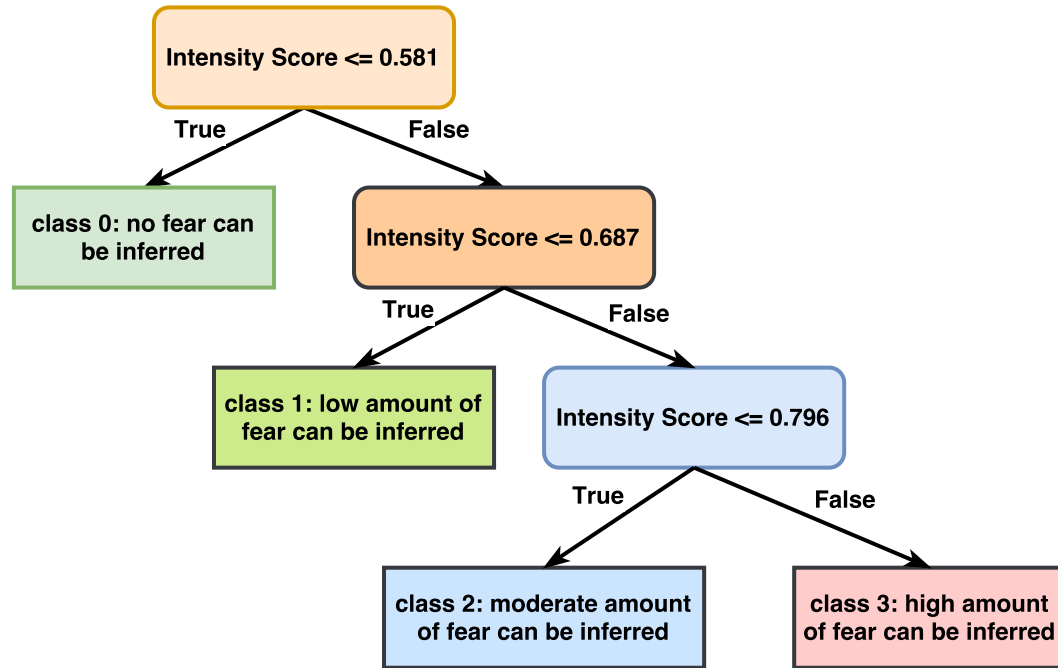 Intensity Score <= 0.581
True
False
class 0: no fear can
be inferred
Intensity Score <= 0.687
True
False
class 1: low amount of
fear can be inferred
Intensity Score <= 0.796
True
False
class 2: moderate amount
of fear can be inferred
class 3: high amount
of fear can be inferred